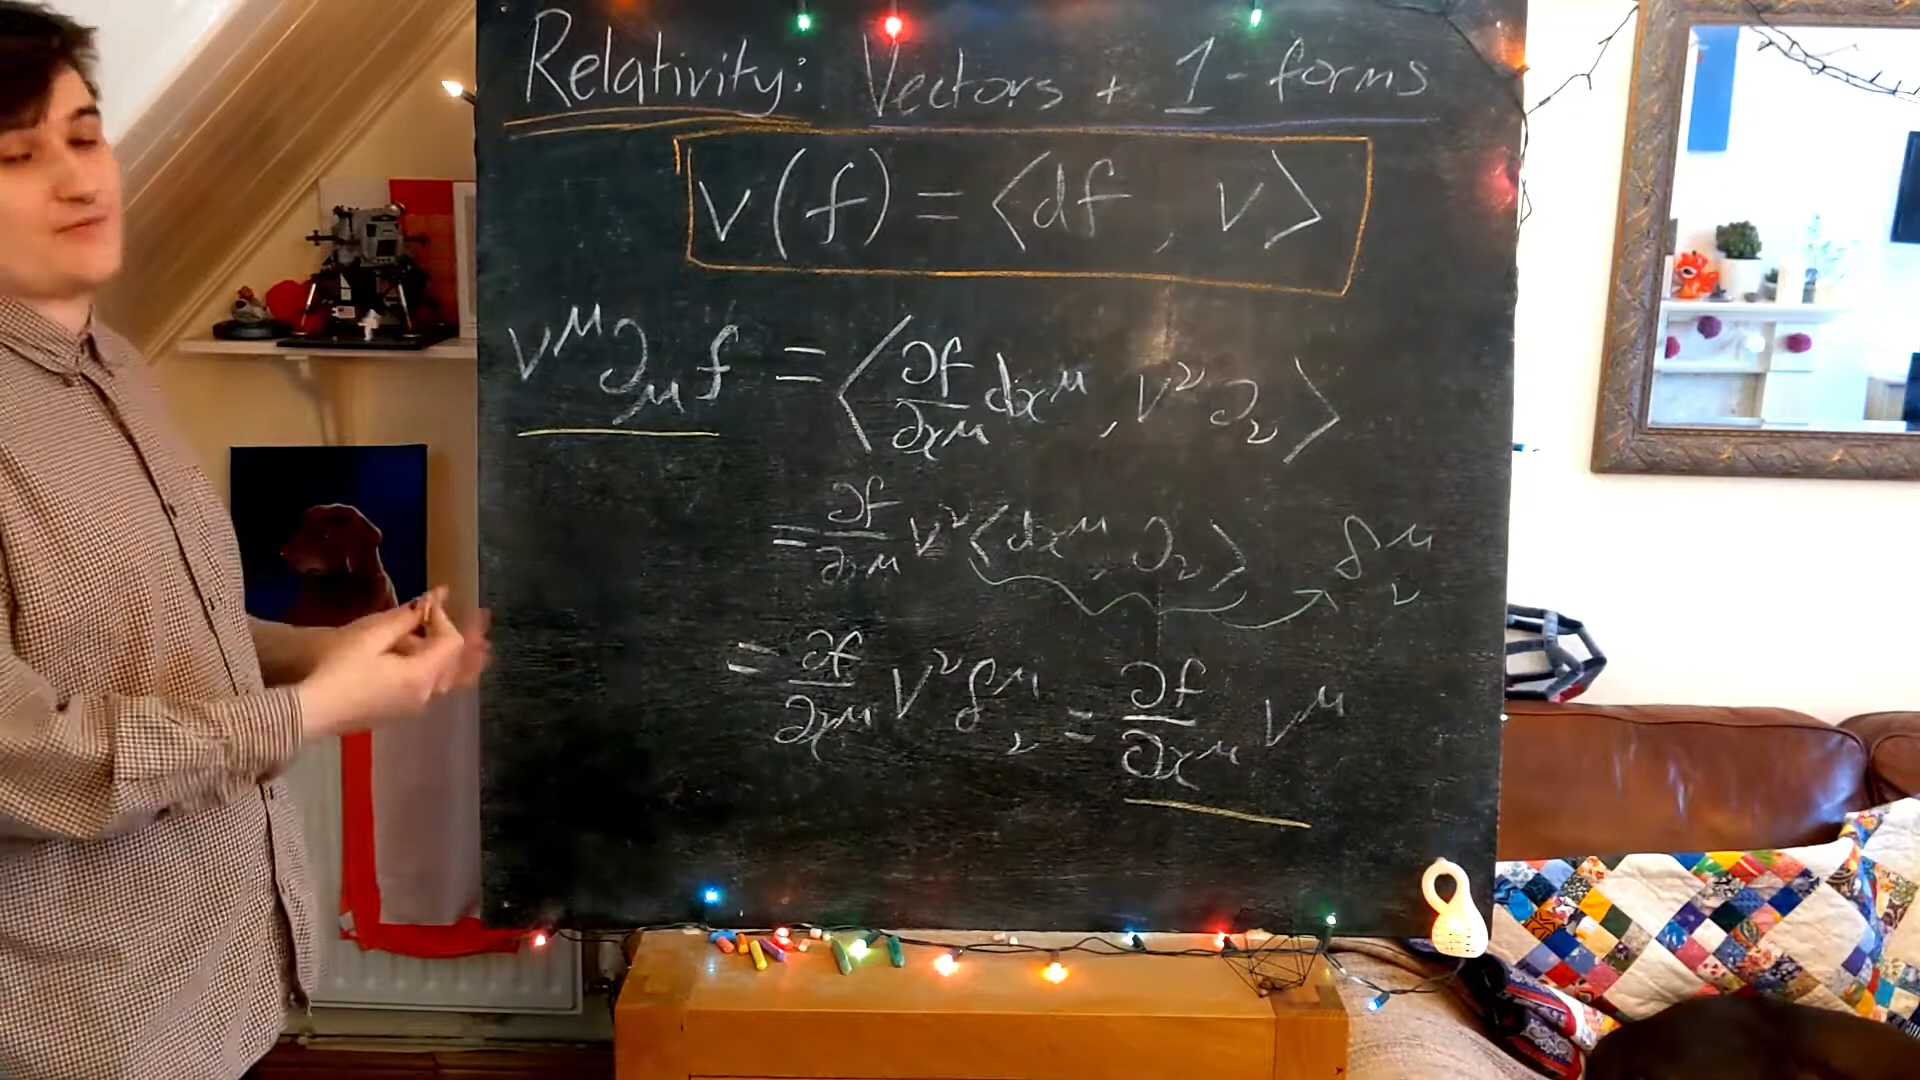 Relativity: Vectors + 1-forms
v(f) = ⟨df, v⟩
v^μ ∂_μ f = ⟨∂f/∂x^μ dx^μ, v^ν ∂_ν⟩
= ∂f/∂x^μ v^ν ⟨dx^μ, ∂_ν⟩ → δ^μ_ν
= ∂f/∂x^μ v^ν δ^μ_ν = ∂f/∂x^μ v^μ